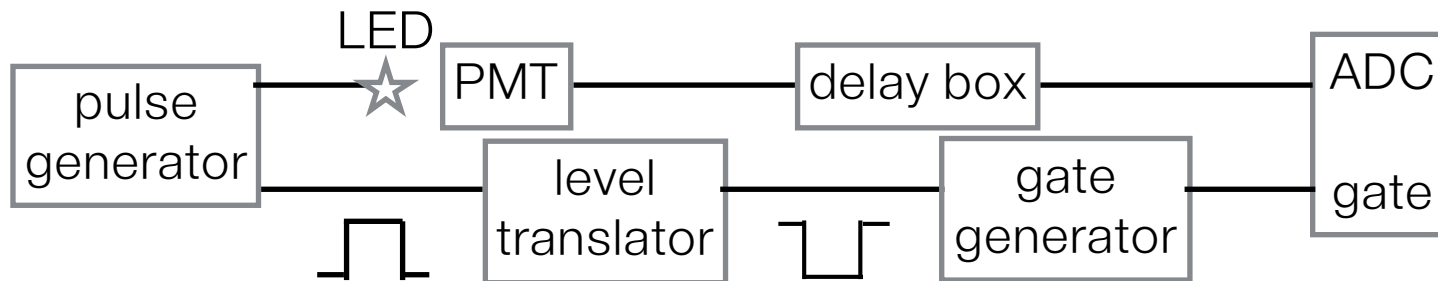 LED
pulse
generator
PMT
delay box
ADC
level
translator
gate
generator
gate